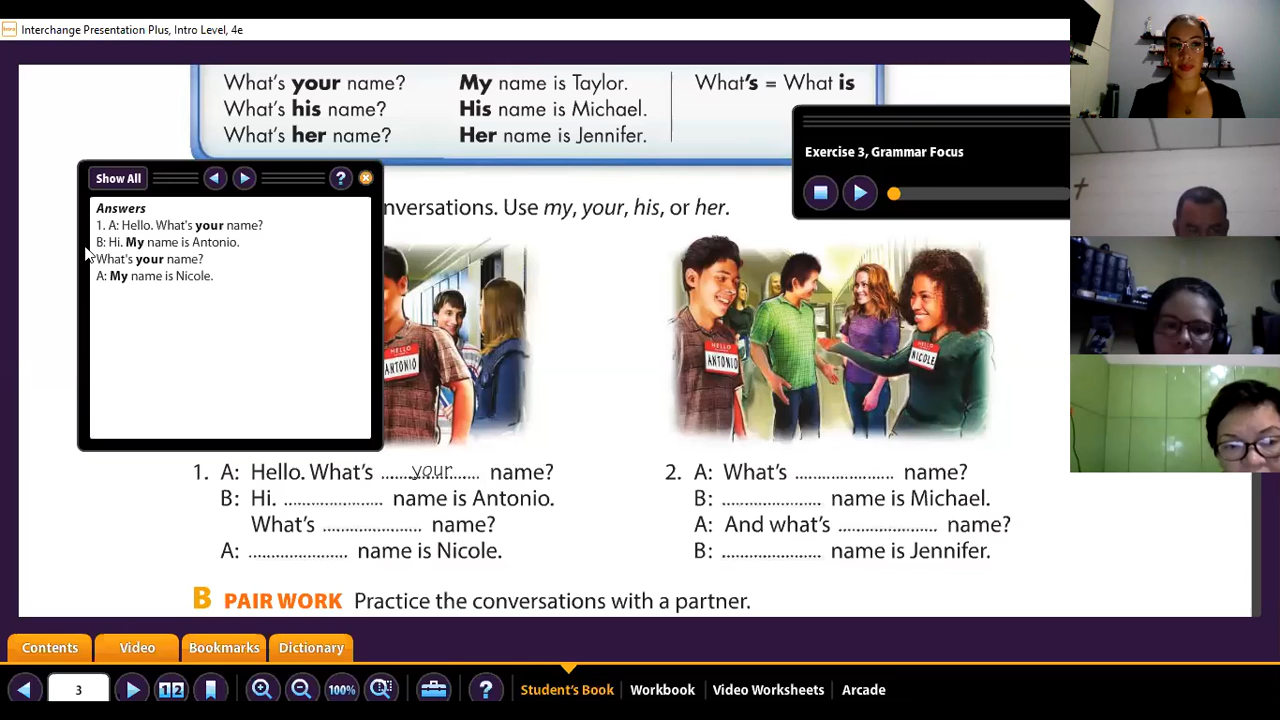 Interchange Presentation Plus, Intro Level, 4e
What's your name? My name is Taylor. What's = What is
What's his name? His name is Michael.
What's her name? Her name is Jennifer.
Exercise 3, Grammar Focus
Show All
?
Answers
1. A: Hello. What's your name?
B: Hi. My name is Antonio.
What's your name?
A: My name is Nicole.
nversations. Use my, your, his, or her.
HELLO
ANTONIO
HELLO
ANTONIO
HELLO
NICOLE
1. A: Hello. What's ......your...... name?
B: Hi. ...................... name is Antonio.
What's ...................... name?
A: ...................... name is Nicole.
2. A: What's ...................... name?
B: ...................... name is Michael.
A: And what's ...................... name?
B: ...................... name is Jennifer.
B PAIR WORK Practice the conversations with a partner.
Contents Video Bookmarks Dictionary
3 12 100% ? Student's Book Workbook Video Worksheets Arcade